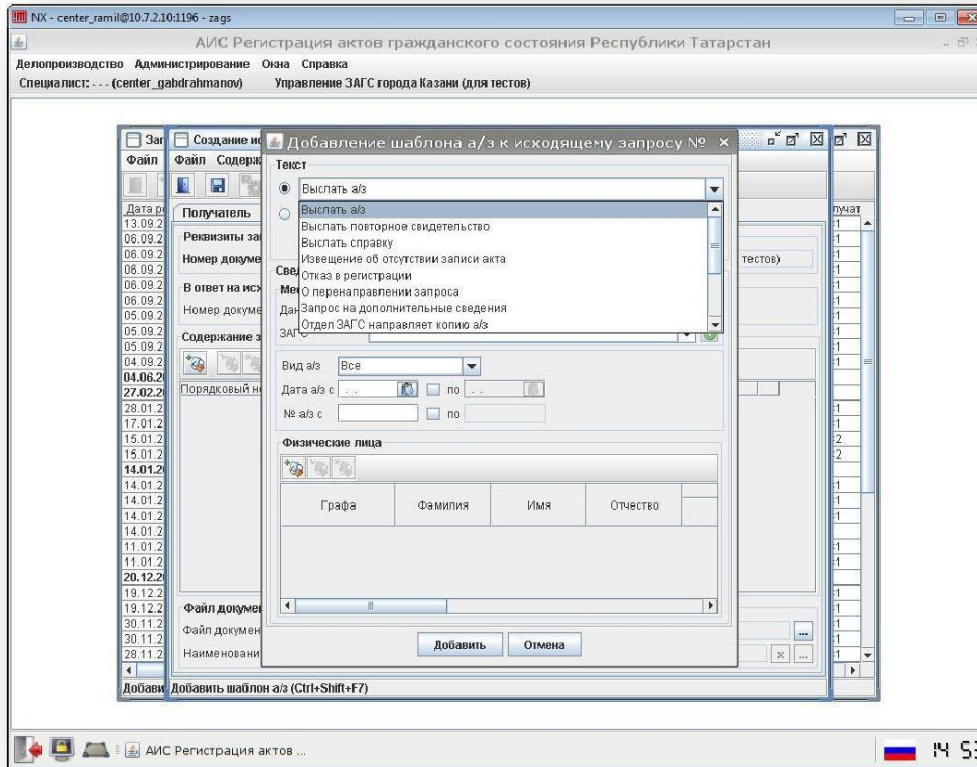 NX - center_ramil@10.7.2.10:1196 - zags
АИС Регистрация актов гражданского состояния Республики Татарстан
Делопроизводство Администрирование Окна Справка
Специалист: - - - (center_gabdrahmanov) Управление ЗАГС города Казани (для тестов)
Создание
Добавление шаблона а/з к исходящему запросу №
Файл
Файл
Текст
Выслать а/з
Получатель
Выслать а/з
Выслать повторное свидетельство
Выслать справку
Извещение об отсутствии записи акта
Отказ в регистрации
О перенаправлении запроса
Запрос на дополнительные сведения
Отдел ЗАГС направляет копию а/з
Реквизиты
Номер
тестов)
В ответ на
Номер
Содержание
Порядковый
Вид а/з Все
Дата а/з с . . по . .
№ а/з с по
Физические лица
Графа Фамилия Имя Отчество
Дата
13.09.2
06.09.2
06.09.2
06.09.2
06.09.2
06.09.2
05.09.2
05.09.2
05.09.2
04.09.2
04.06.2
27.02.2
28.01.2
17.01.2
15.01.2
15.01.2
14.01.2
14.01.2
14.01.2
14.01.2
14.01.2
11.01.2
11.01.2
20.12.2
19.12.2
19.12.2
30.11.2
30.11.2
28.11.2
Файл
Файл
Добавить Отмена
Добавить шаблон а/з (Ctrl+Shift+F7)
АИС Регистрация актов ...